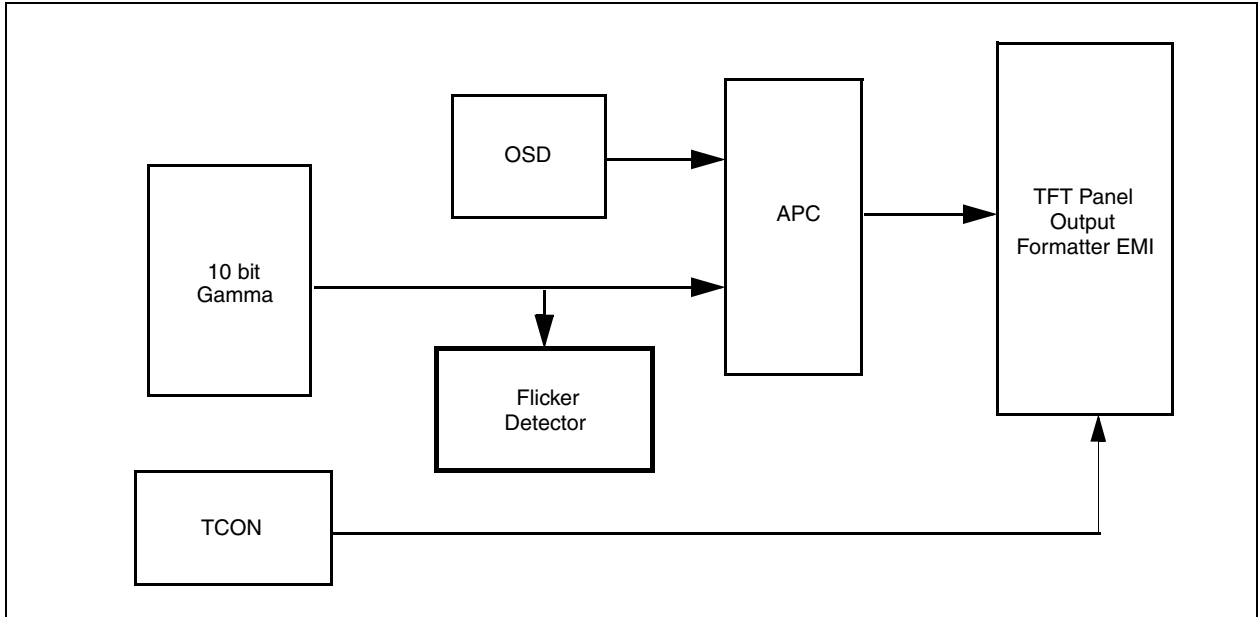 OSD
APC
TFT Panel
Output
Formatter EMI
10 bit
Gamma
Flicker
Detector
TCON